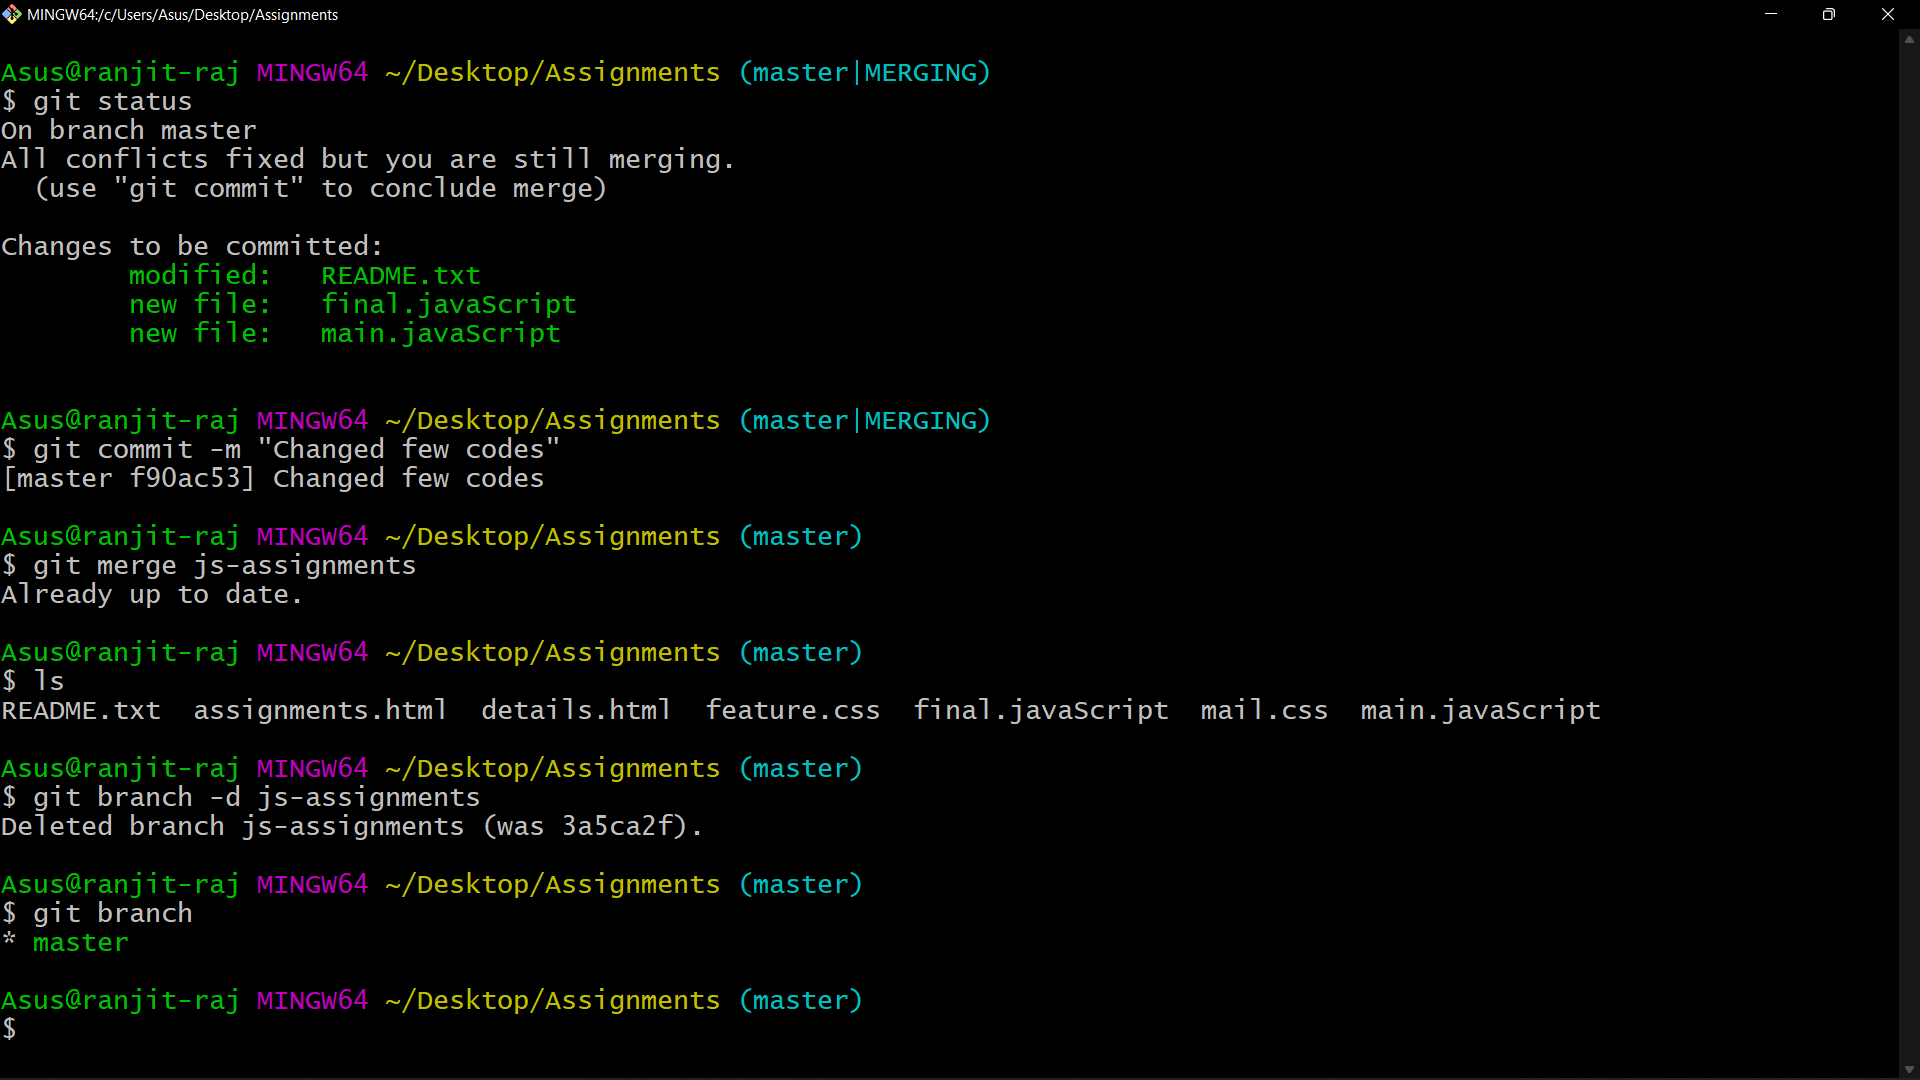 MINGW64:/c/Users/Asus/Desktop/Assignments
Asus@ranjit-raj MINGW64 ~/Desktop/Assignments (master|MERGING)
$ git status
On branch master
All conflicts fixed but you are still merging.
  (use "git commit" to conclude merge)
Changes to be committed:
        modified:   README.txt
        new file:   final.javaScript
        new file:   main.javaScript
Asus@ranjit-raj MINGW64 ~/Desktop/Assignments (master|MERGING)
$ git commit -m "Changed few codes"
[master f90ac53] Changed few codes
Asus@ranjit-raj MINGW64 ~/Desktop/Assignments (master)
$ git merge js-assignments
Already up to date.
Asus@ranjit-raj MINGW64 ~/Desktop/Assignments (master)
$ ls
README.txt  assignments.html  details.html  feature.css  final.javaScript  mail.css  main.javaScript
Asus@ranjit-raj MINGW64 ~/Desktop/Assignments (master)
$ git branch -d js-assignments
Deleted branch js-assignments (was 3a5ca2f).
Asus@ranjit-raj MINGW64 ~/Desktop/Assignments (master)
$ git branch
* master
Asus@ranjit-raj MINGW64 ~/Desktop/Assignments (master)
$